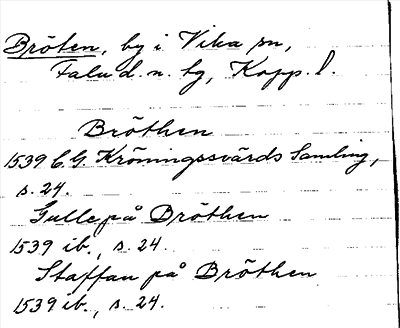 Bröten, by i Vika sn,
Falu d. n. tg, Kopp. l.
Bröthen
1539 C. G. Kröningssvärds Samling,
s. 24.
Gulle på Bröthen
1539 ib., s. 24.
Staffan på Bröthen
1539 ib., s. 24.